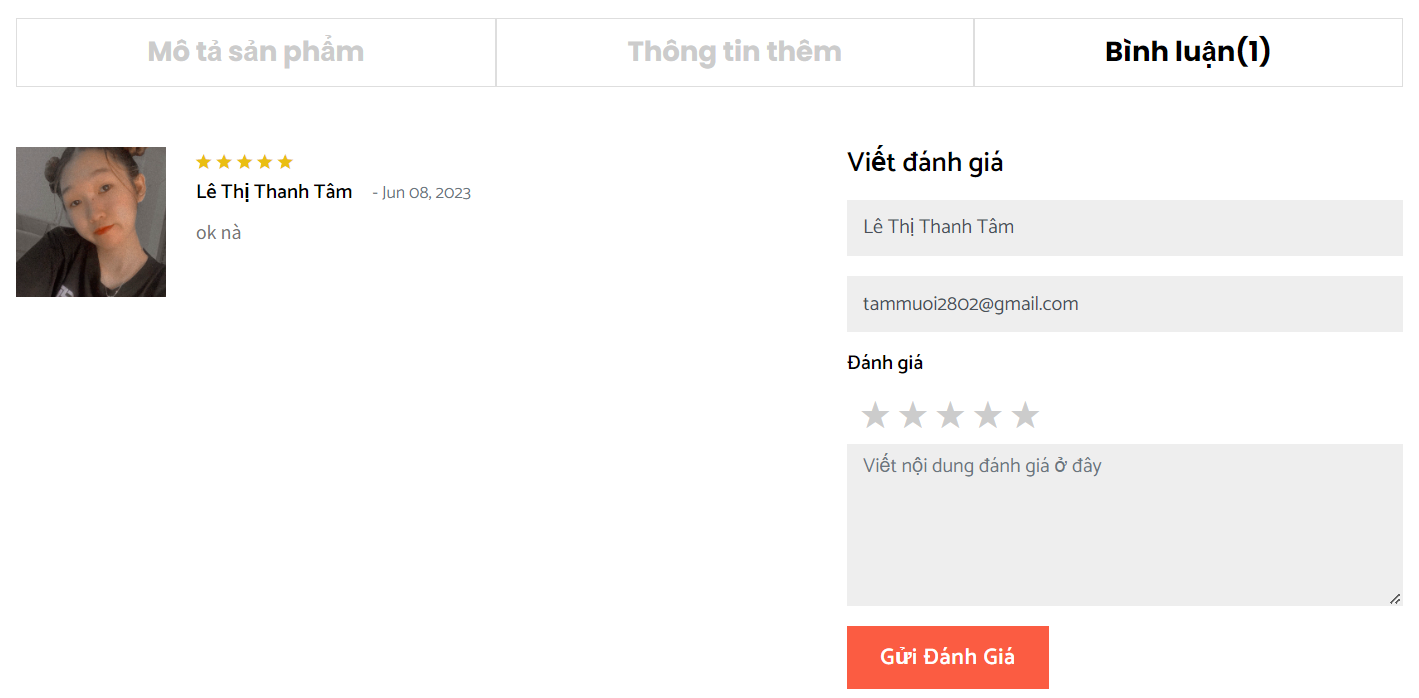 Mô tả sản phẩm
Thông tin thêm
Bình luận(1)
Lê Thị Thanh Tâm - Jun 08, 2023
ok nà
Viết đánh giá
Lê Thị Thanh Tâm
tammuoi2802@gmail.com
Đánh giá
Viết nội dung đánh giá ở đây
Gửi Đánh Giá